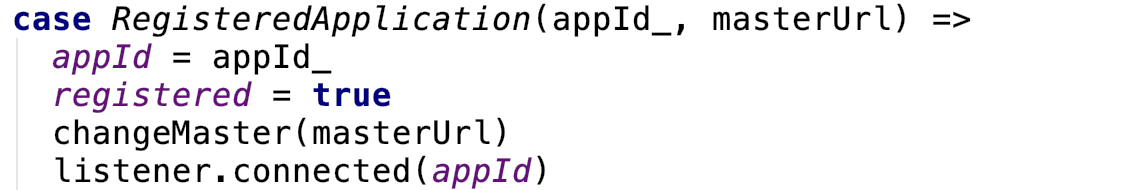 case RegisteredApplication(appId_, masterUrl) =>
  appId = appId_
  registered = true
  changeMaster(masterUrl)
  listener.connected(appId)